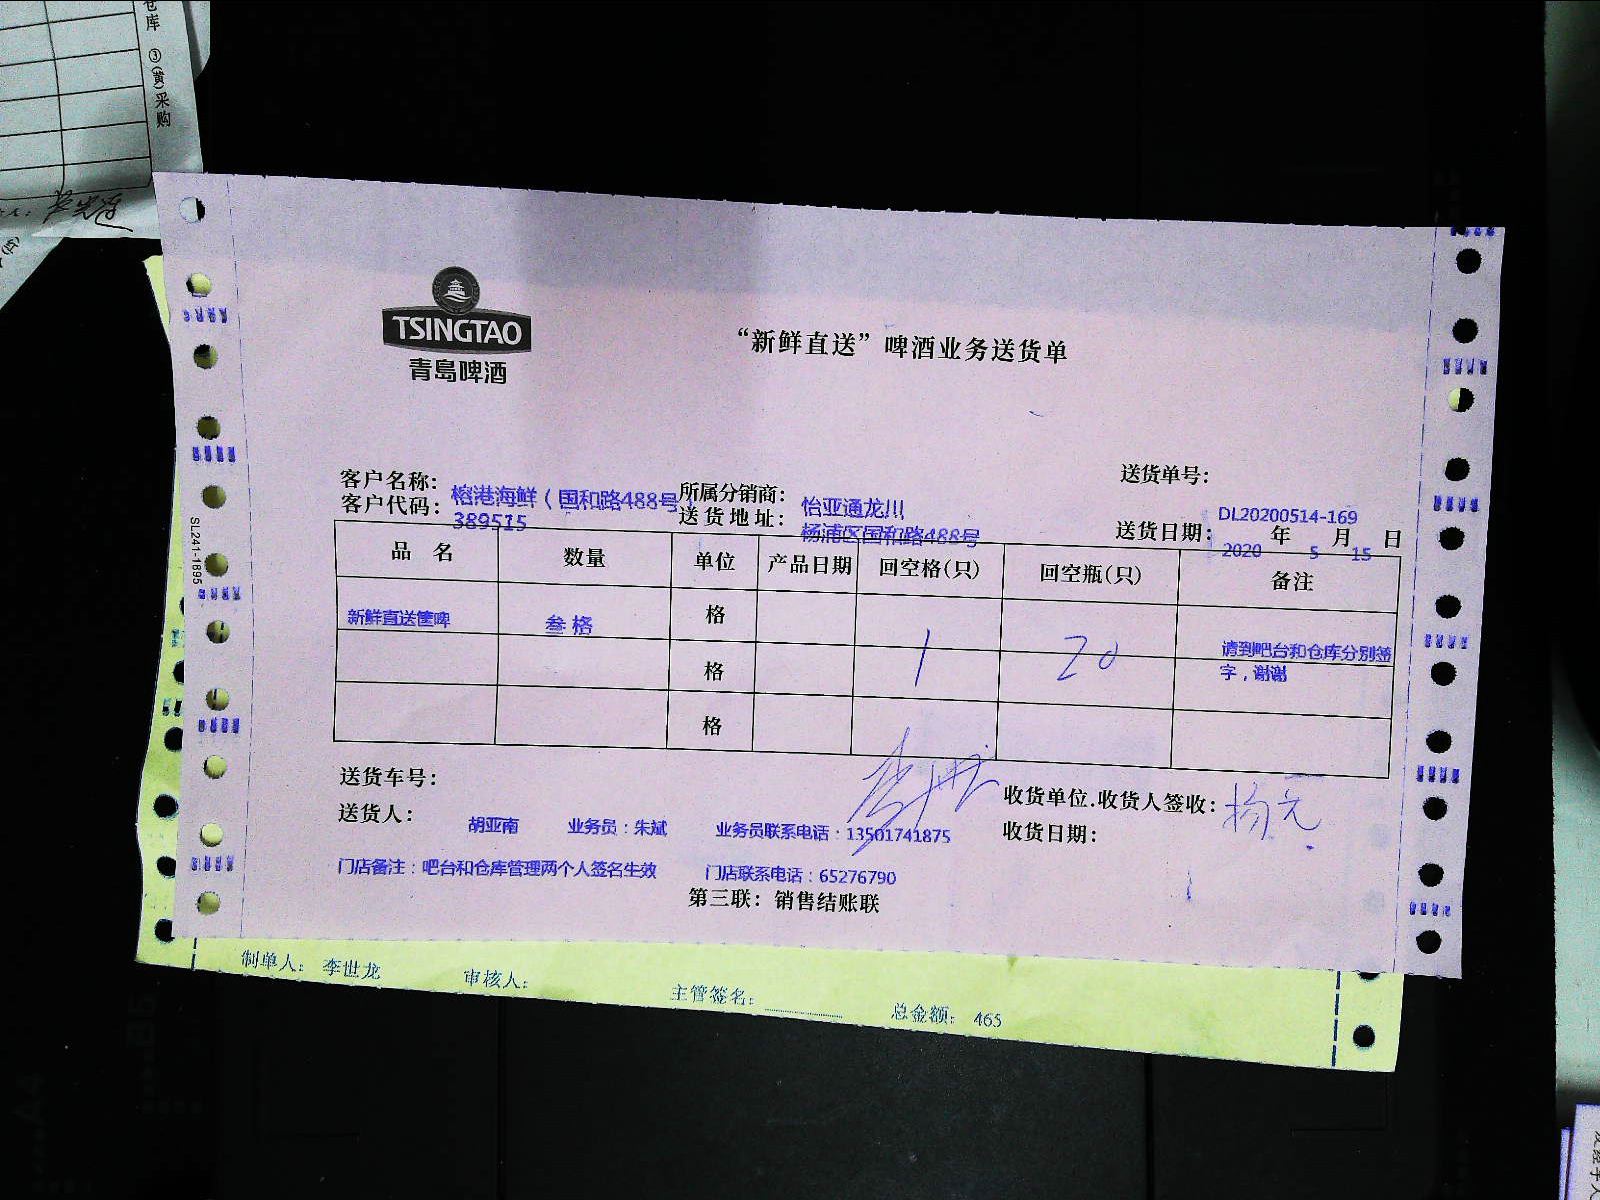 仓库 ③(黄)采购
TSINGTAO
青岛啤酒
“新鲜直送”啤酒业务送货单
客户名称： 榕港海鲜（国和路488号） 所属分销商： 怡亚通龙川 送货单号： DL20200514-169
客户代码： 389515 送货地址： 杨浦区国和路488号 送货日期： 2020 年 5 月 15 日
品 名 数量 单位 产品日期 回空格(只) 回空瓶(只) 备注
新鲜直送筐啤 叁格 格 1 20 请到吧台和仓库分别签字，谢谢
格
格
送货车号：
收货单位.收货人签收： 杨元
送货人： 胡亚南 业务员：朱斌 业务员联系电话：13501741875 收货日期：
门店备注：吧台和仓库管理两个人签名生效 门店联系电话：65276790
第三联：销售结账联
SL241-1895
制单人： 李世龙 审核人： 主管签名： 总金额： 465